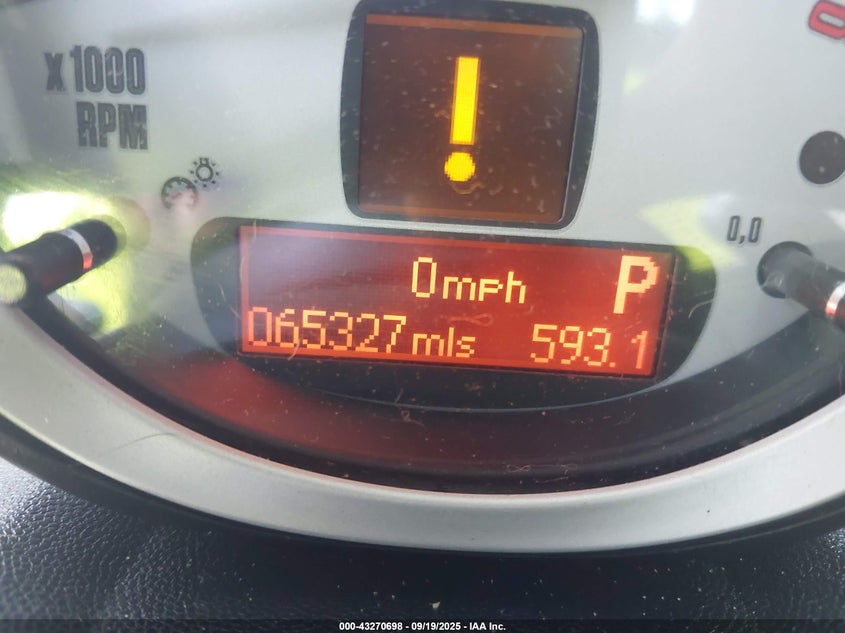 x1000
RPM
!
0,0
0mph
P
065327mls
593.1
000-43270698 - 09/19/2025 - IAA Inc.